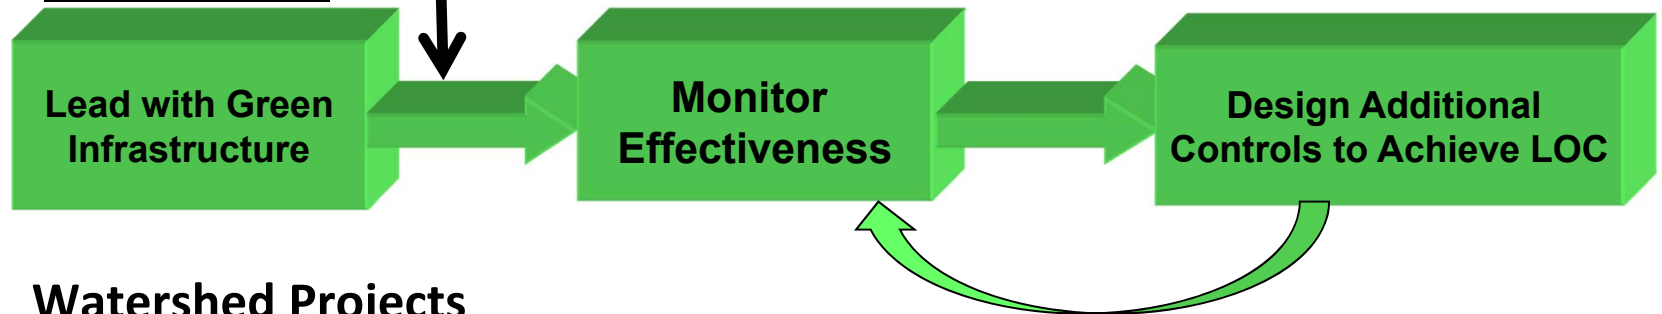 Lead with Green
Infrastructure
Monitor
Effectiveness
Design Additional
Controls to Achieve LOC
Watershed Projects